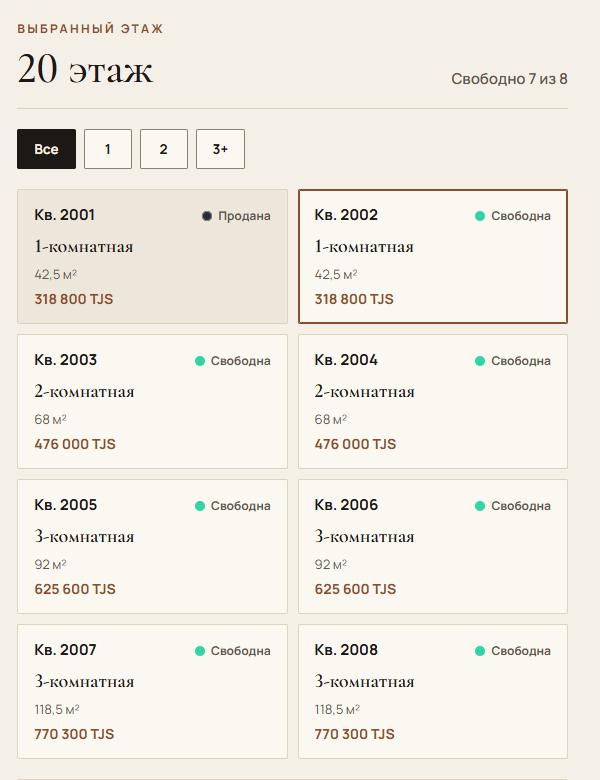 ВЫБРАННЫЙ ЭТАЖ
20 этаж
Свободно 7 из 8
Все
1
2
3+
Кв. 2001
Продана
1-комнатная
42,5 м²
318 800 TJS
Кв. 2002
Свободна
1-комнатная
42,5 м²
318 800 TJS
Кв. 2003
Свободна
2-комнатная
68 м²
476 000 TJS
Кв. 2004
Свободна
2-комнатная
68 м²
476 000 TJS
Кв. 2005
Свободна
3-комнатная
92 м²
625 600 TJS
Кв. 2006
Свободна
3-комнатная
92 м²
625 600 TJS
Кв. 2007
Свободна
3-комнатная
118,5 м²
770 300 TJS
Кв. 2008
Свободна
3-комнатная
118,5 м²
770 300 TJS